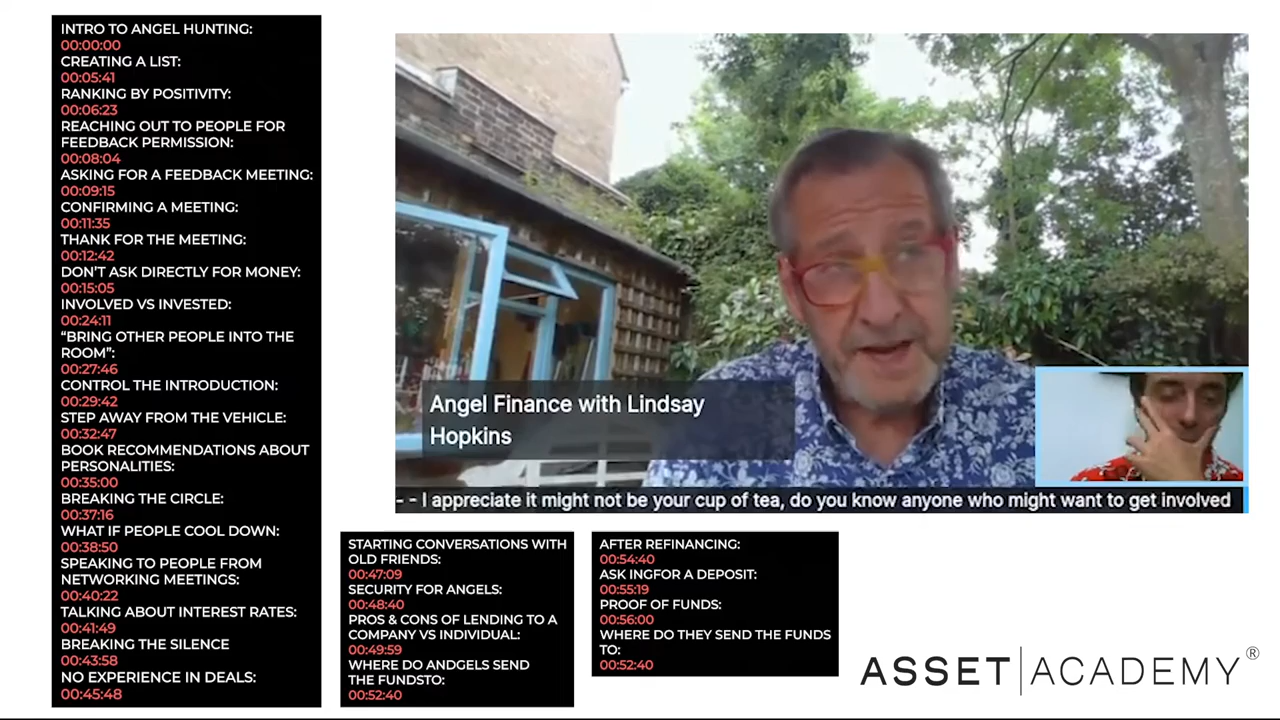 INTRO TO ANGEL HUNTING:
00:00:00
CREATING A LIST:
00:05:41
RANKING BY POSITIVITY:
00:06:23
REACHING OUT TO PEOPLE FOR
FEEDBACK PERMISSION:
00:08:04
ASKING FOR A FEEDBACK MEETING:
00:09:15
CONFIRMING A MEETING:
00:11:35
THANK FOR THE MEETING:
00:12:42
DON'T ASK DIRECTLY FOR MONEY:
00:15:05
INVOLVED VS INVESTED:
00:24:11
“BRING OTHER PEOPLE INTO THE
ROOM”:
00:27:46
CONTROL THE INTRODUCTION:
00:29:42
STEP AWAY FROM THE VEHICLE:
00:32:47
BOOK RECOMMENDATIONS ABOUT
PERSONALITIES:
00:35:00
BREAKING THE CIRCLE:
00:37:16
WHAT IF PEOPLE COOL DOWN:
00:38:50
SPEAKING TO PEOPLE FROM
NETWORKING MEETINGS:
00:40:22
TALKING ABOUT INTEREST RATES:
00:41:49
BREAKING THE SILENCE
00:43:58
NO EXPERIENCE IN DEALS:
00:45:48
Angel Finance with Lindsay
Hopkins
- - I appreciate it might not be your cup of tea, do you know anyone who might want to get involved
STARTING CONVERSATIONS WITH
OLD FRIENDS:
00:47:09
SECURITY FOR ANGELS:
00:48:40
PROS & CONS OF LENDING TO A
COMPANY VS INDIVIDUAL:
00:49:59
WHERE DO ANDGELS SEND
THE FUNDSTO:
00:52:40
AFTER REFINANCING:
00:54:40
ASK INGFOR A DEPOSIT:
00:55:19
PROOF OF FUNDS:
00:56:00
WHERE DO THEY SEND THE FUNDS
TO:
00:52:40
ASSET|ACADEMY®